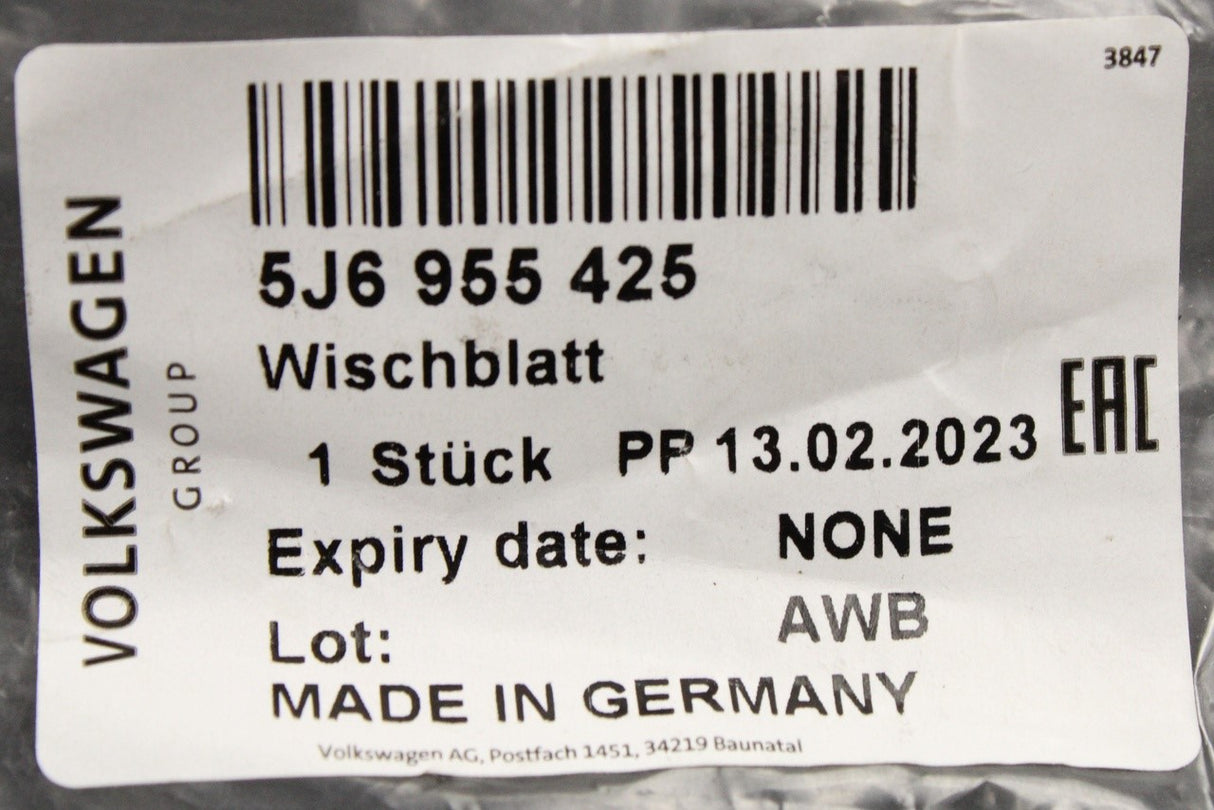 3847
VOLKSWAGEN
GROUP
5J6 955 425
Wischblatt
1 Stück PP 13.02.2023
EAC
Expiry date: NONE
Lot: AWB
MADE IN GERMANY
Volkswagen AG, Postfach 1451, 34219 Baunatal